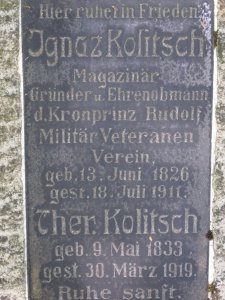 Hier ruhet in Frieden
Ignaz Kolitsch
Magazinär
Gründer u. Ehrenobmann
d. Kronprinz Rudolf
Militär Veteranen
Verein,
geb. 13. Juni 1826
gest. 18. Juli 1911.
Ther. Kolitsch
geb. 9. Mai 1833
gest. 30. März 1919.
Ruhe sanft.